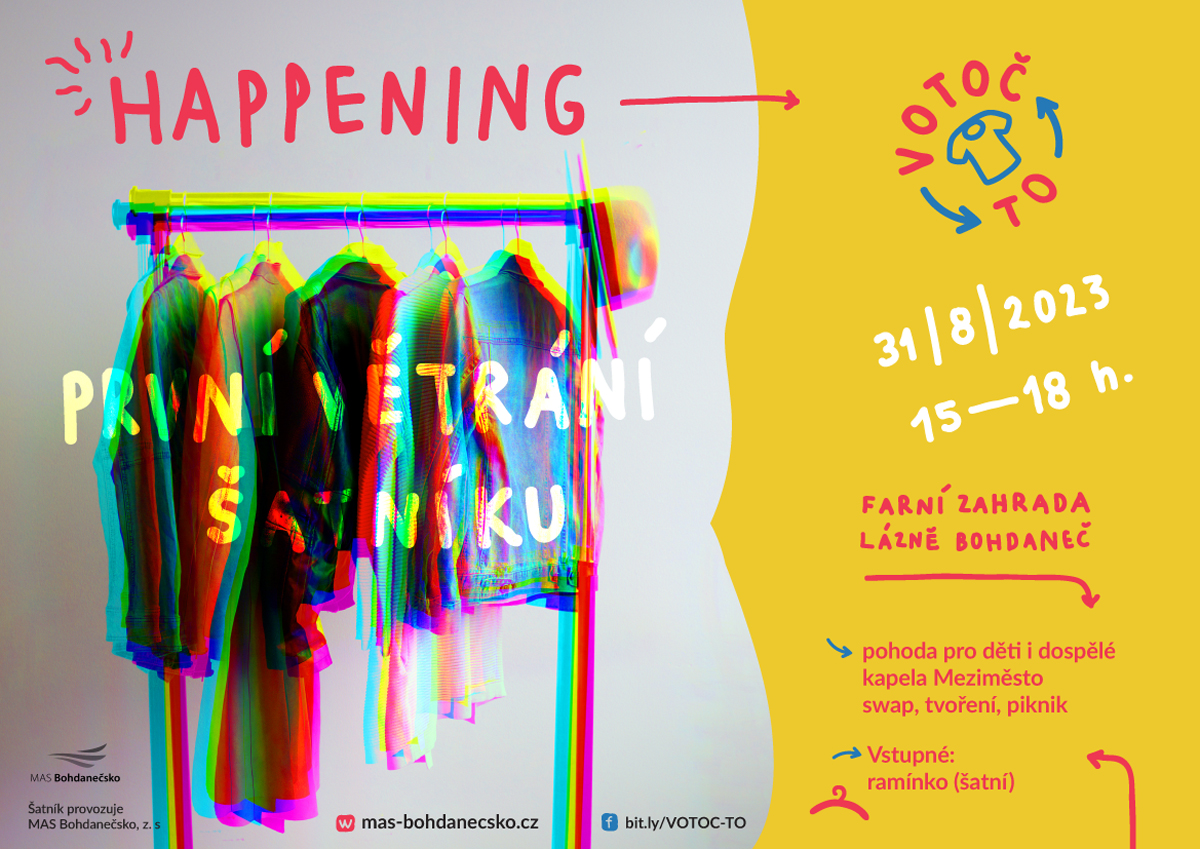 HAPPENING
VOTOČ
TO
PRVNÍ VĚTRÁNÍ
ŠATNÍKU
31|8|2023
15—18 h.
FARNÍ ZAHRADA
LÁZNĚ BOHDANEČ
pohoda pro děti i dospělé
kapela Meziměsto
swap, tvoření, piknik
Vstupné:
ramínko (šatní)
MAS Bohdanečsko
Šatník provozuje
MAS Bohdanečsko, z. s
w mas-bohdanecsko.cz
f bit.ly/VOTOC-TO